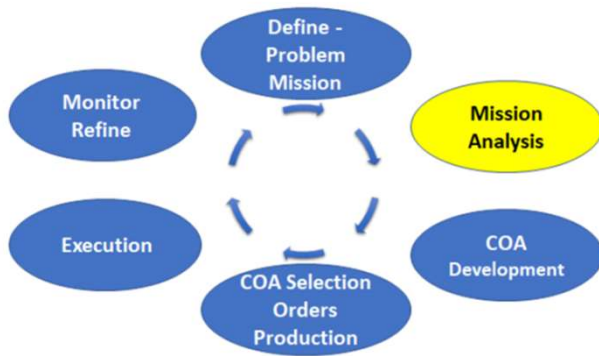 Define -
Problem
Mission
Mission
Analysis
COA
Development
COA Selection
Orders
Production
Execution
Monitor
Refine